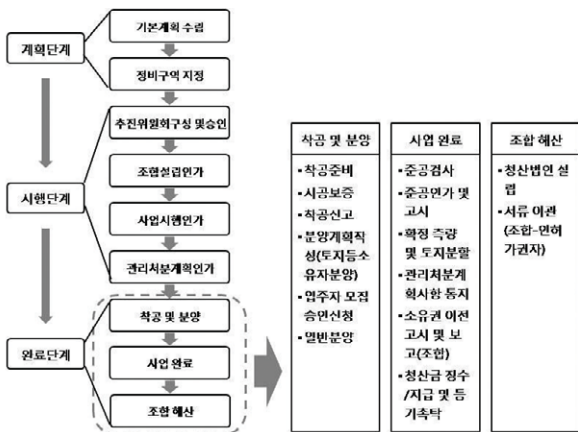 기본계획 수립
계획단계
정비구역 지정
추진위원회구성 및승인
조합설립인가
시행단계
사업시행인가
관리처분계획인가
착공 및 분양
완료단계
사업 완료
조합 해산
착공 및 분양
▪착공준비
▪시공보증
▪착공신고
▪분양계획작
성(토지등소
유자분양)
▪입주자 모집
승인신청
▪일반분양
사업 완료
▪준공검사
▪준공인가 및
고시
▪확정 측량
및 토지분할
▪관리처분계
획사항 통지
▪소유권 이전
고시 및 보
고(조합)
▪청산금 징수
/지급 및 등
기촉탁
조합 해산
▪청산법인 설
립
▪서류 이관
(조합-인허
가권자)